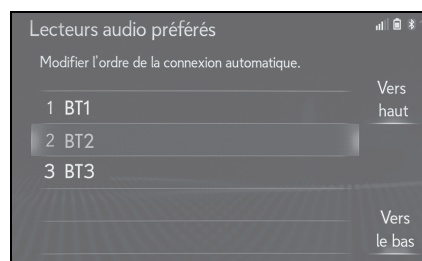 Lecteurs audio préférés
Modifier l'ordre de la connexion automatique.
1 BT1
2 BT2
3 BT3
Vers
haut
Vers
le bas